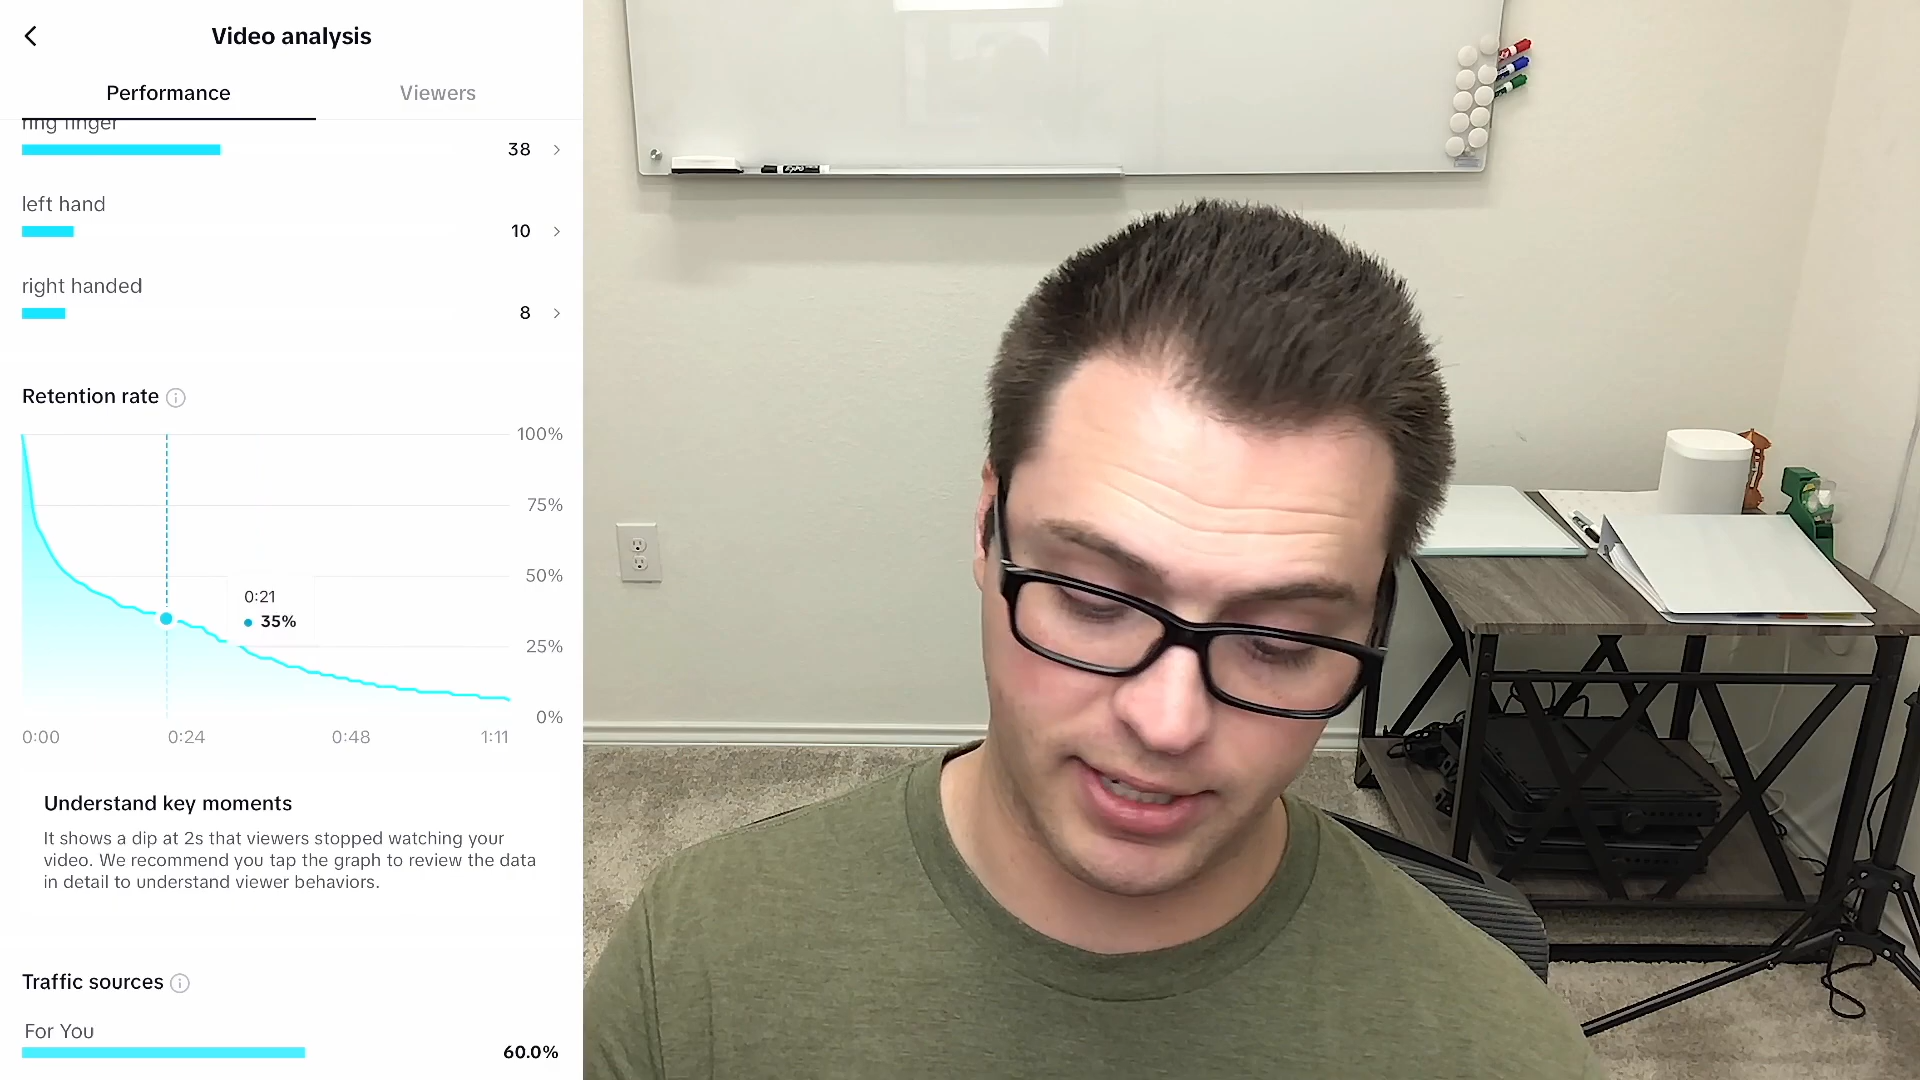 Video analysis
Performance
Viewers
ring finger
38
left hand
10
right handed
8
Retention rate
100%
75%
50%
25%
0%
0:21
35%
0:00
0:24
0:48
1:11
Understand key moments
It shows a dip at 2s that viewers stopped watching your
video. We recommend you tap the graph to review the data
in detail to understand viewer behaviors.
Traffic sources
For You
60.0%